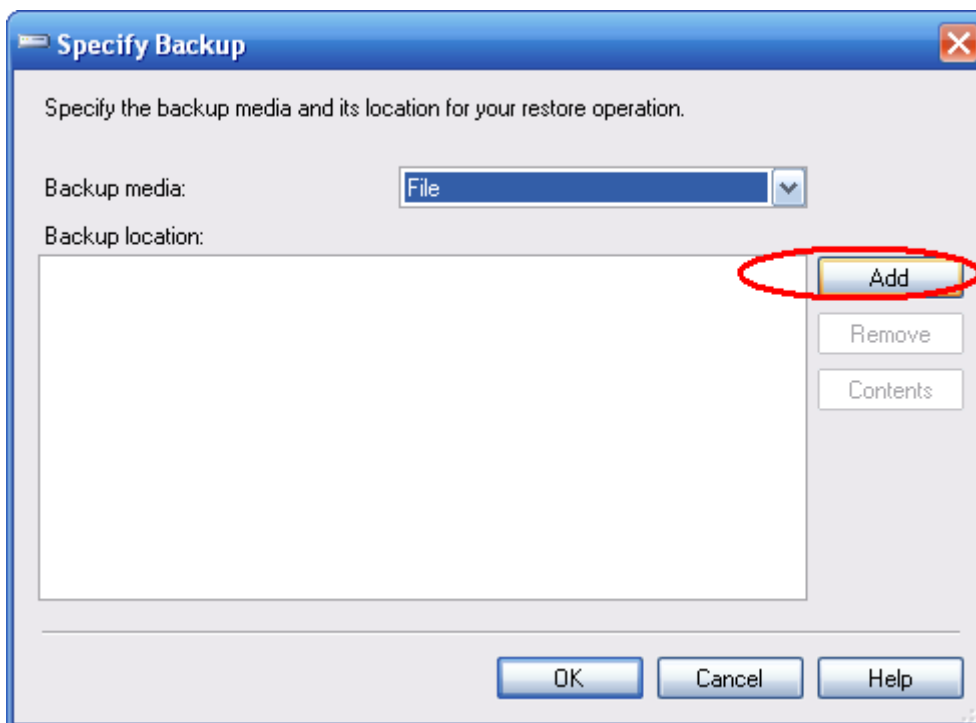 Specify Backup
Specify the backup media and its location for your restore operation.
Backup media:
File
Backup location:
Add
Remove
Contents
OK
Cancel
Help